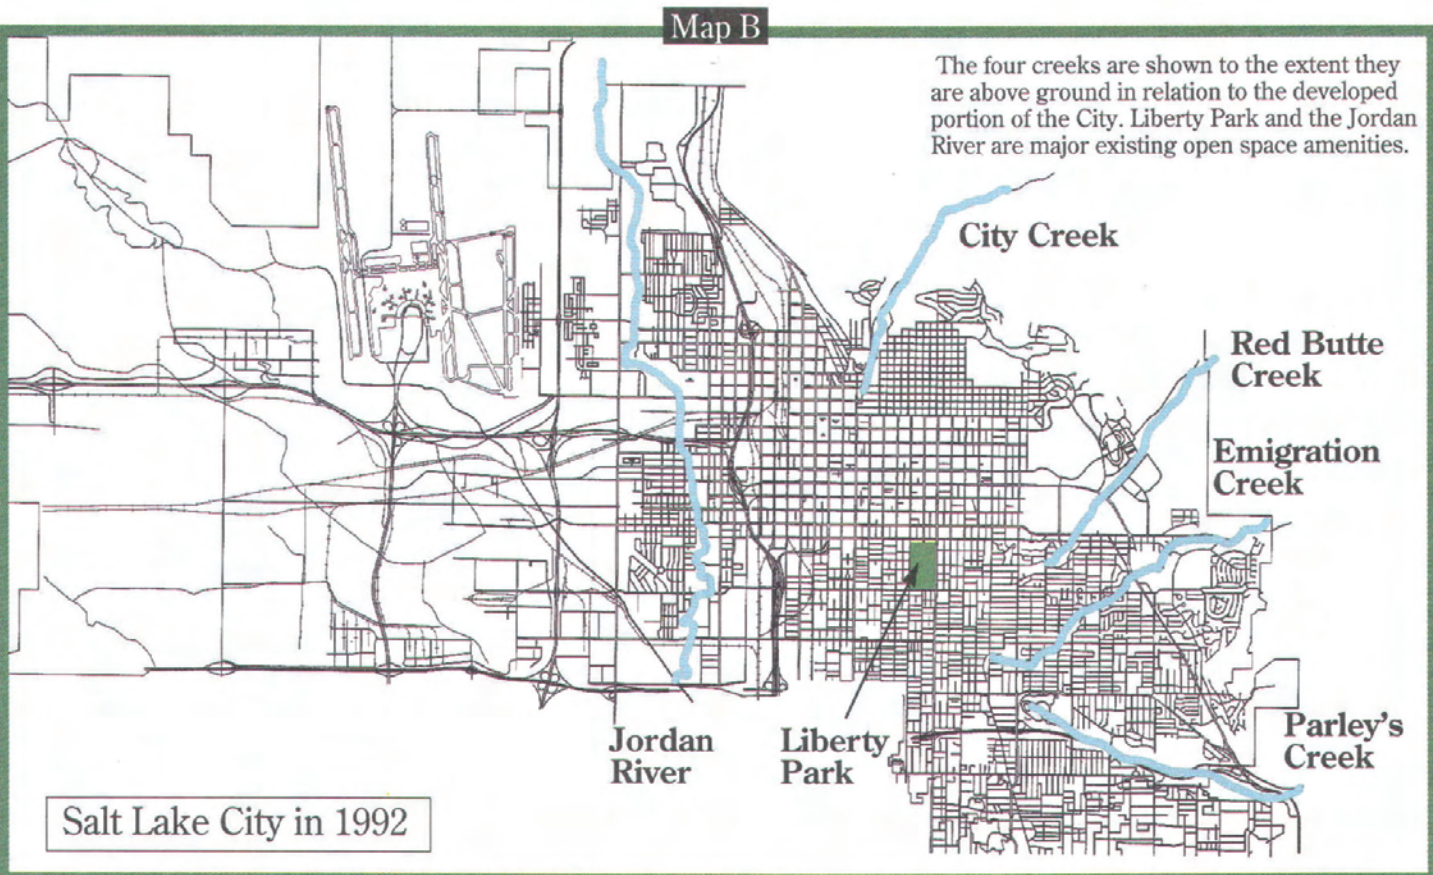 Map B
The four creeks are shown to the extent they
are above ground in relation to the developed
portion of the City. Liberty Park and the Jordan
River are major existing open space amenities.
City Creek
Red Butte
Creek
Emigration
Creek
Jordan
River
Liberty
Park
Parley's
Creek
Salt Lake City in 1992